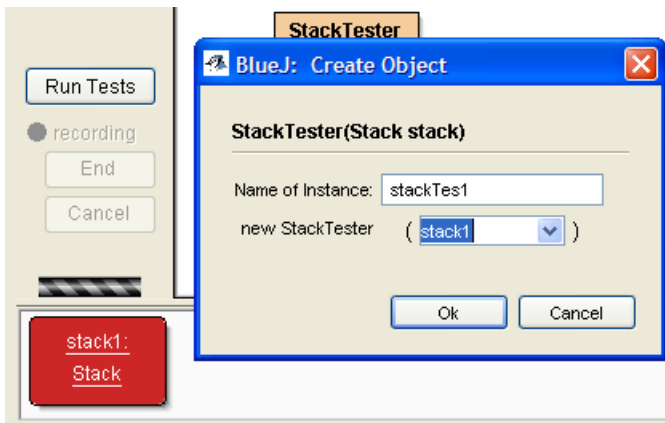 StackTester
BlueJ: Create Object
Run Tests
recording
End
Cancel
StackTester(Stack stack)
Name of Instance: stackTes1
new StackTester ( stack1 )
Ok Cancel
stack1:
Stack